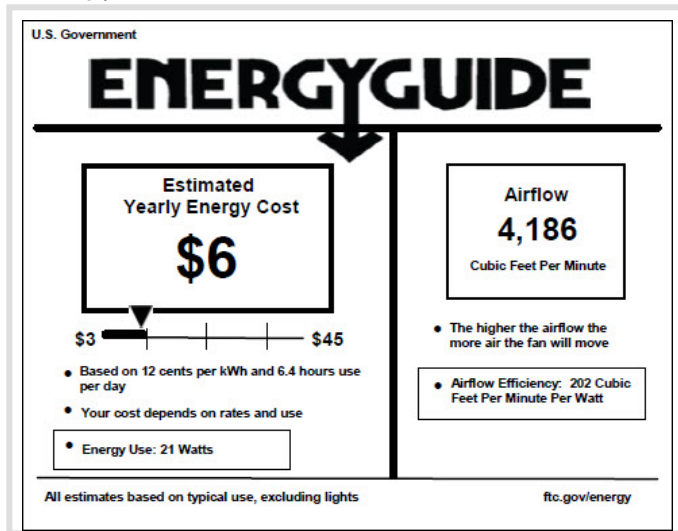 U.S. Government
ENERGYGUIDE
Estimated
Yearly Energy Cost
$6
$3
$45
• Based on 12 cents per kWh and 6.4 hours use
per day
• Your cost depends on rates and use
• Energy Use: 21 Watts
Airflow
4,186
Cubic Feet Per Minute
• The higher the airflow the
more air the fan will move
• Airflow Efficiency: 202 Cubic
Feet Per Minute Per Watt
All estimates based on typical use, excluding lights
ftc.gov/energy